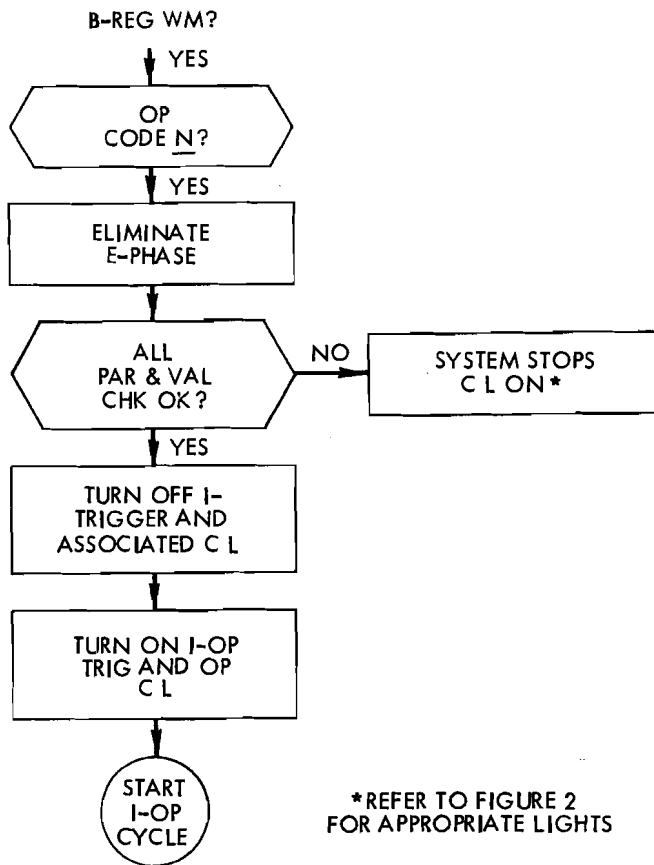 B-REG WM?
YES
OP
CODE N?
YES
ELIMINATE
E-PHASE
ALL
PAR & VAL
CHK OK?
NO
SYSTEM STOPS
C L ON*
YES
TURN OFF I-
TRIGGER AND
ASSOCIATED C L
TURN ON I-OP
TRIG AND OP
C L
START
I-OP
CYCLE
*REFER TO FIGURE 2
FOR APPROPRIATE LIGHTS